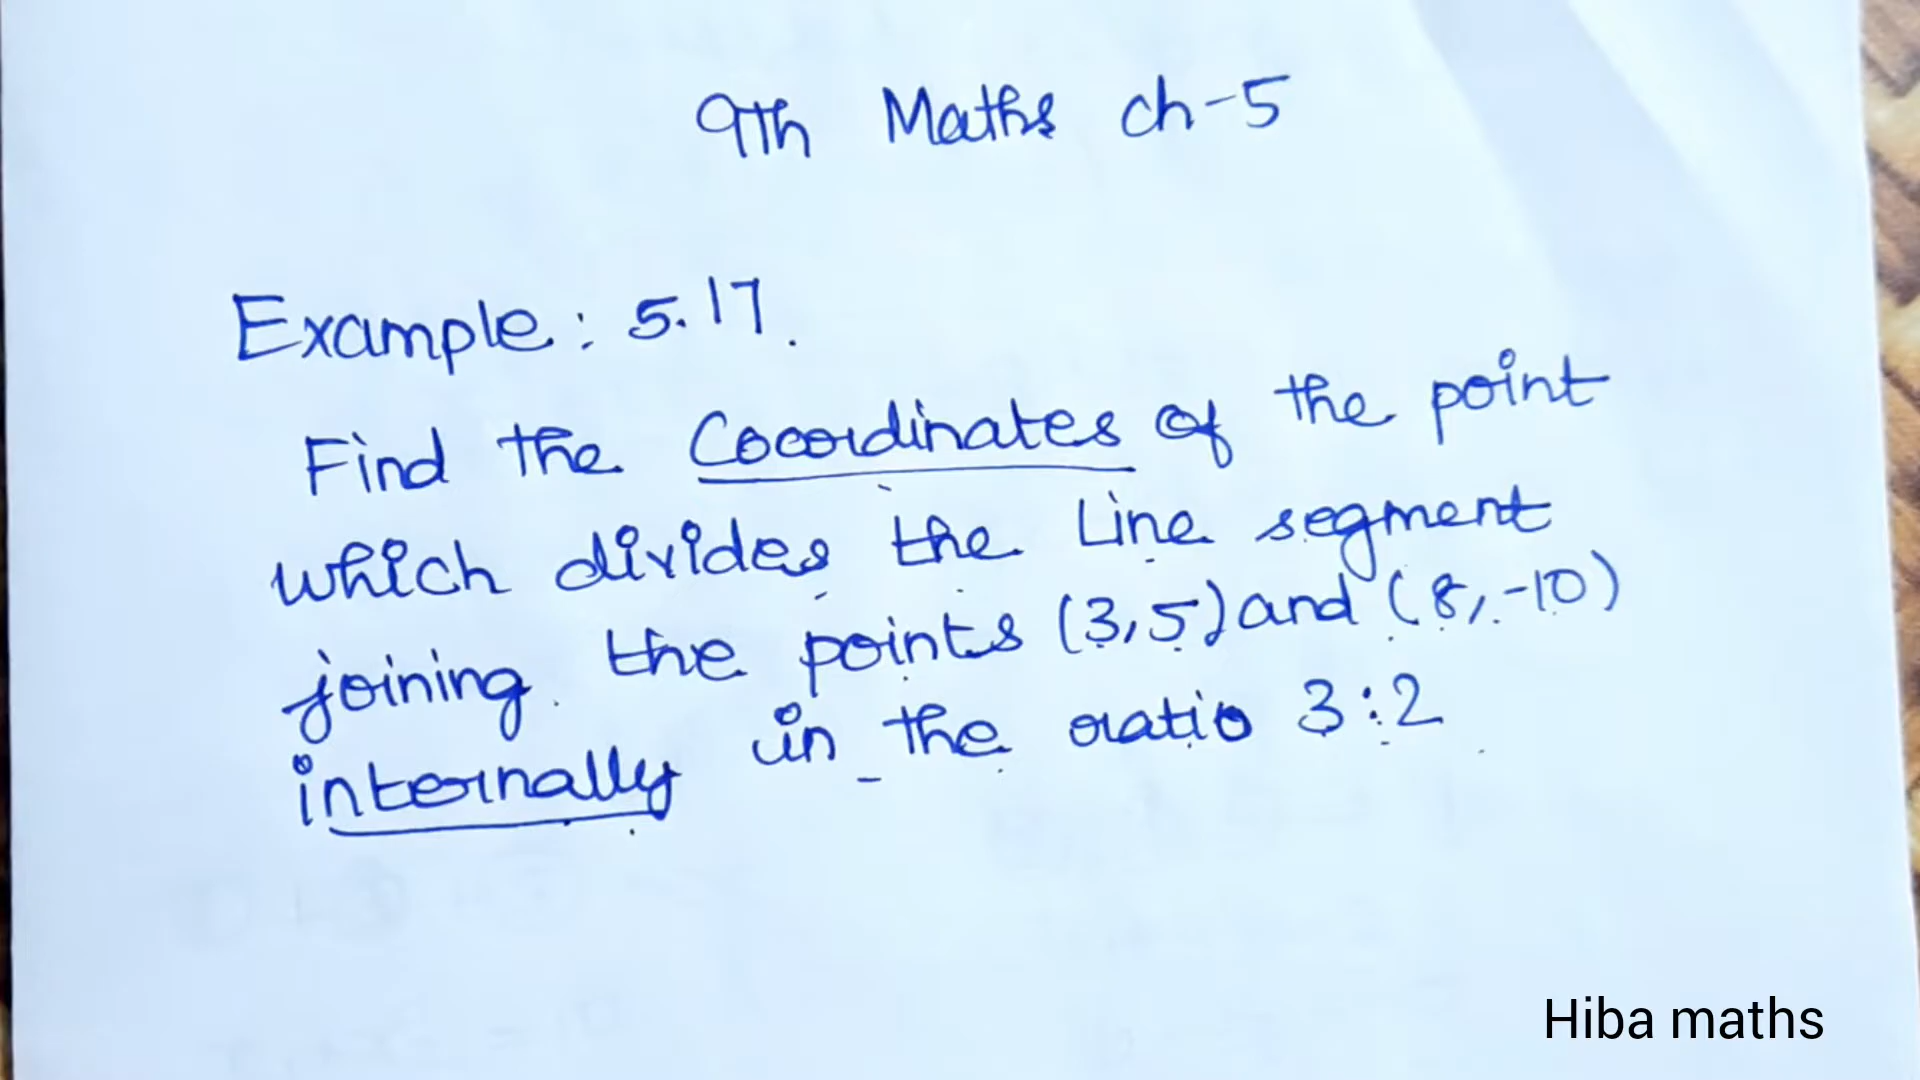 9th Maths ch-5
Example: 5.17.
Find the Cocordinates of the point
which divides the Line segment
joining the points (3,5) and (8,-10)
internally in the ratio 3:2
Hiba maths